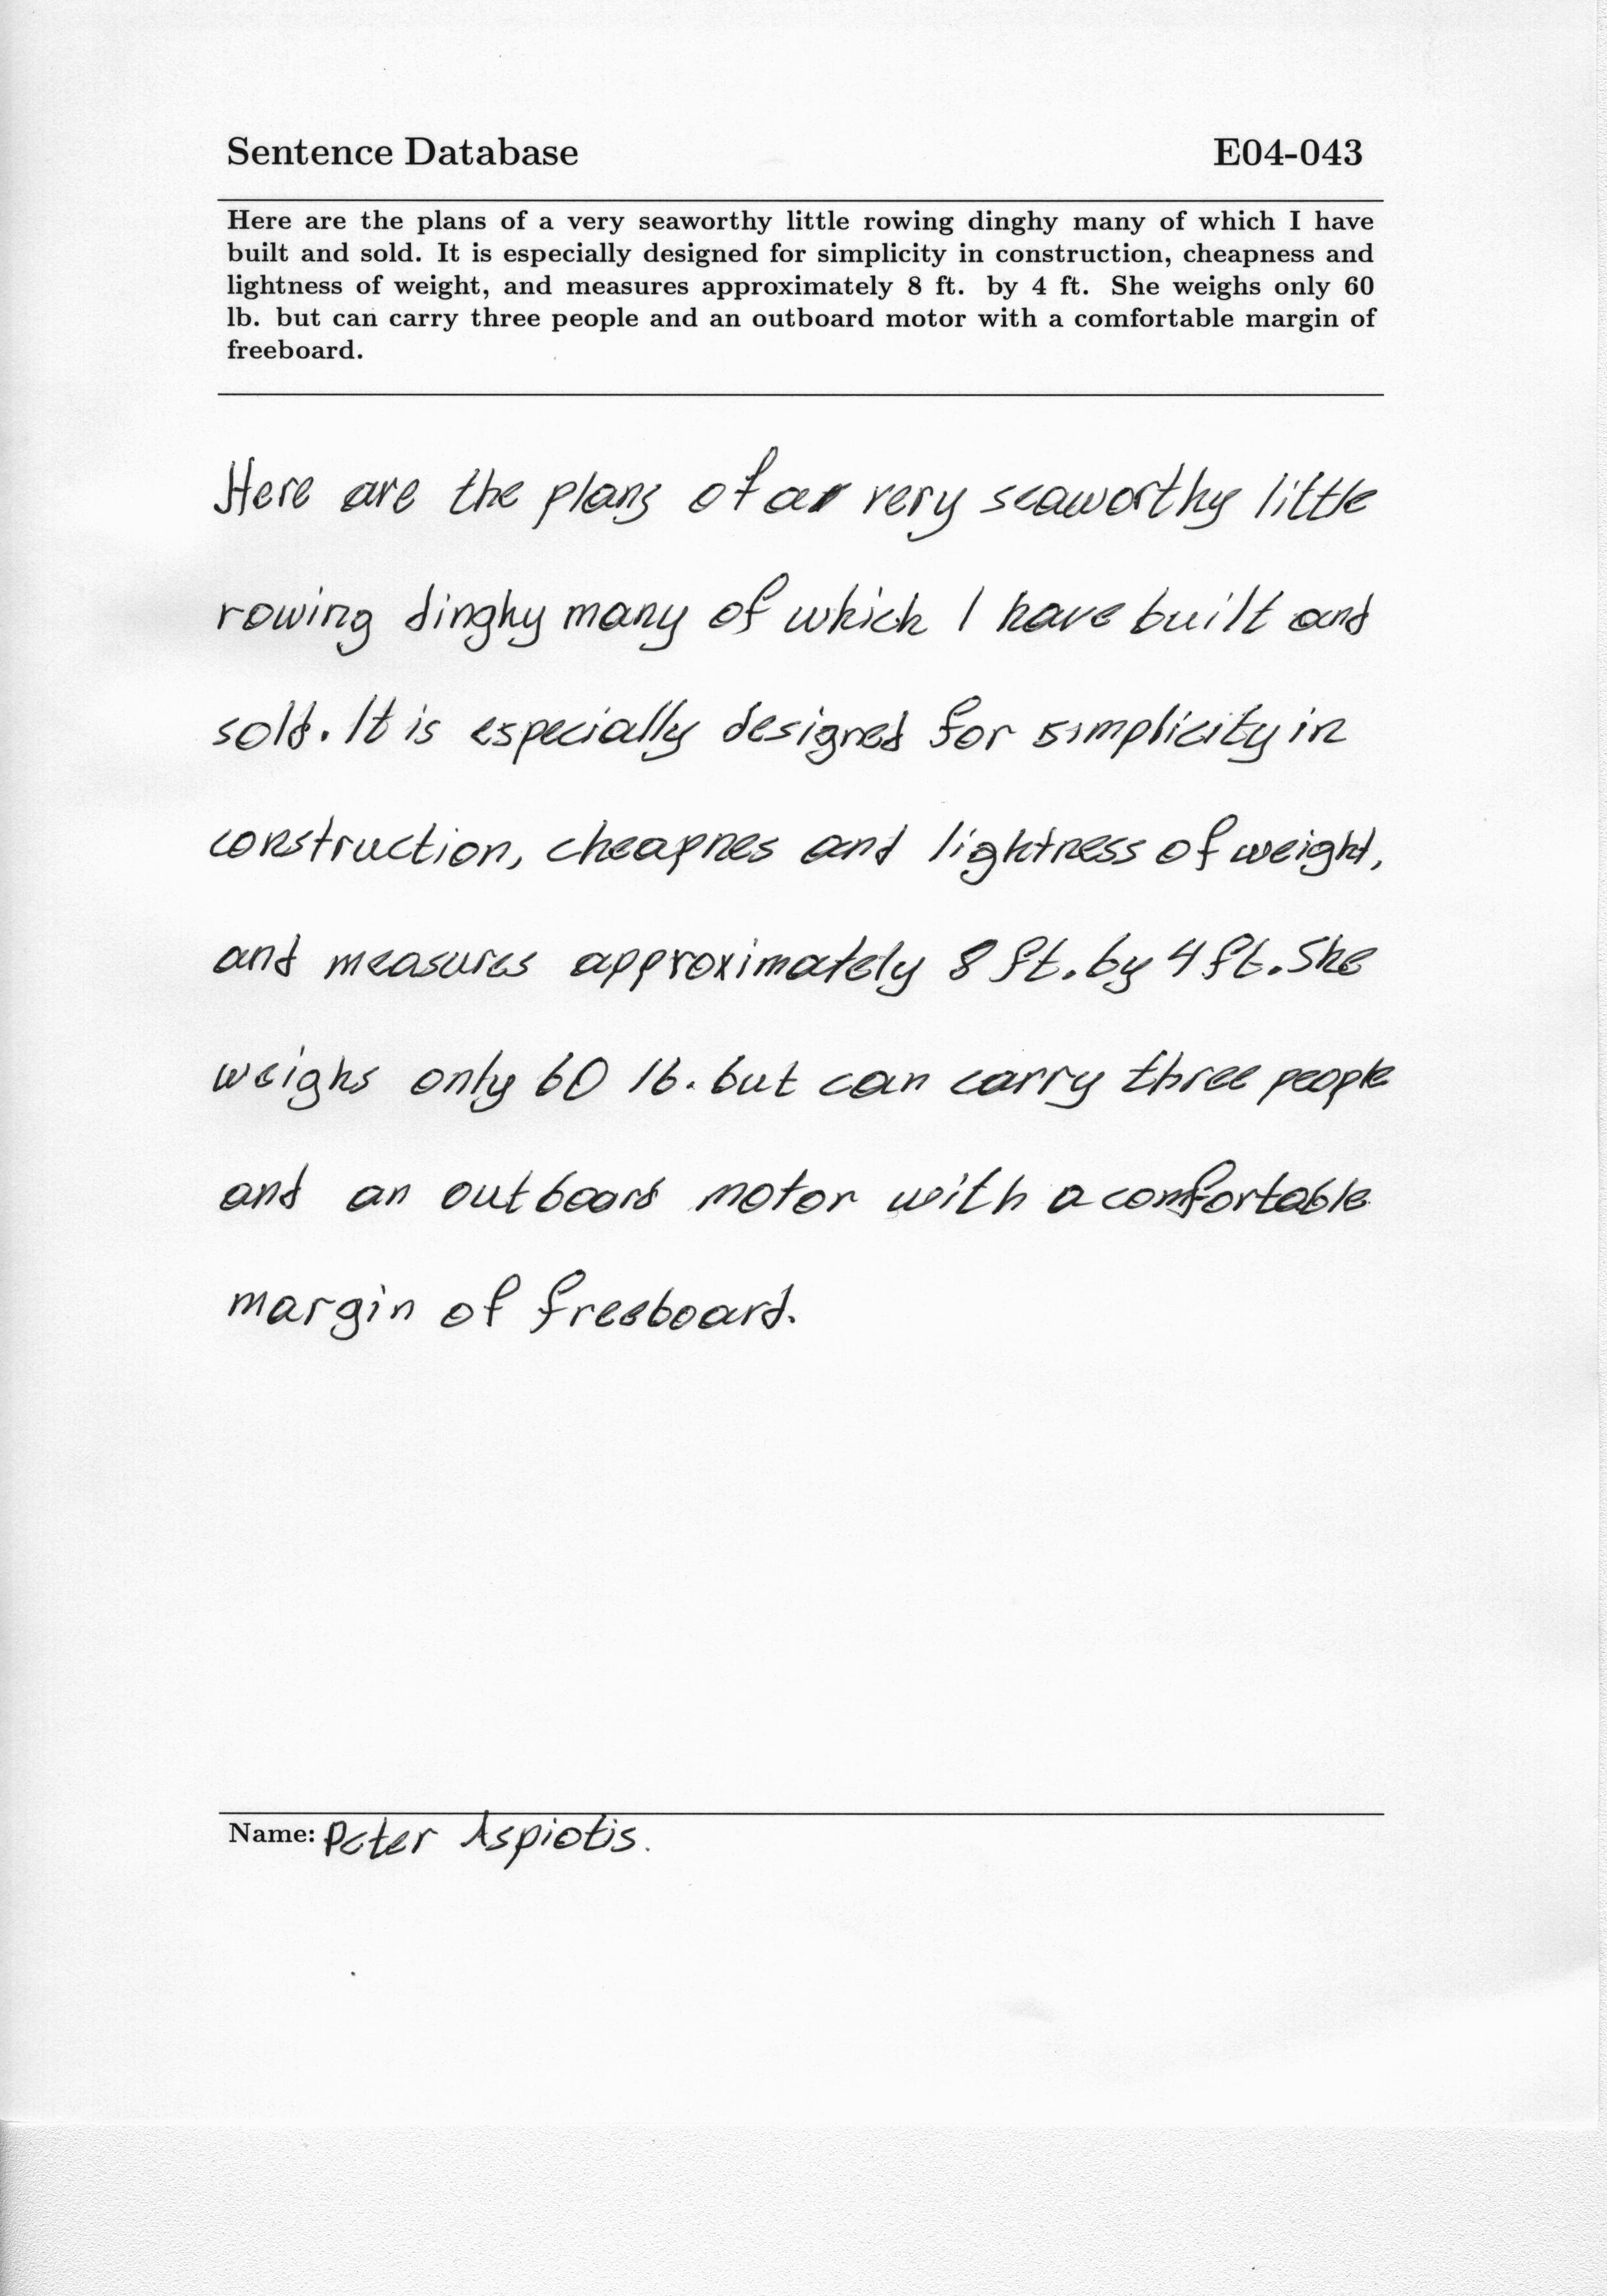 Sentence Database E04-043
Here are the plans of a very seaworthy little rowing dinghy many of which I have
built and sold. It is especially designed for simplicity in construction, cheapness and
lightness of weight, and measures approximately 8 ft. by 4 ft. She weighs only 60
lb. but can carry three people and an outboard motor with a comfortable margin of
freeboard.
Here are the plans of a very seaworthy little
rowing dinghy many of which I have built and
sold. It is especially designed for simplicity in
construction, cheapnes and lightness of weight,
and measures approximately 8 ft. by 4 ft. She
weighs only 60 lb. but can carry three people
and an outboard motor with a comfortable
margin of freeboard.
Name: Peter Aspiotis.